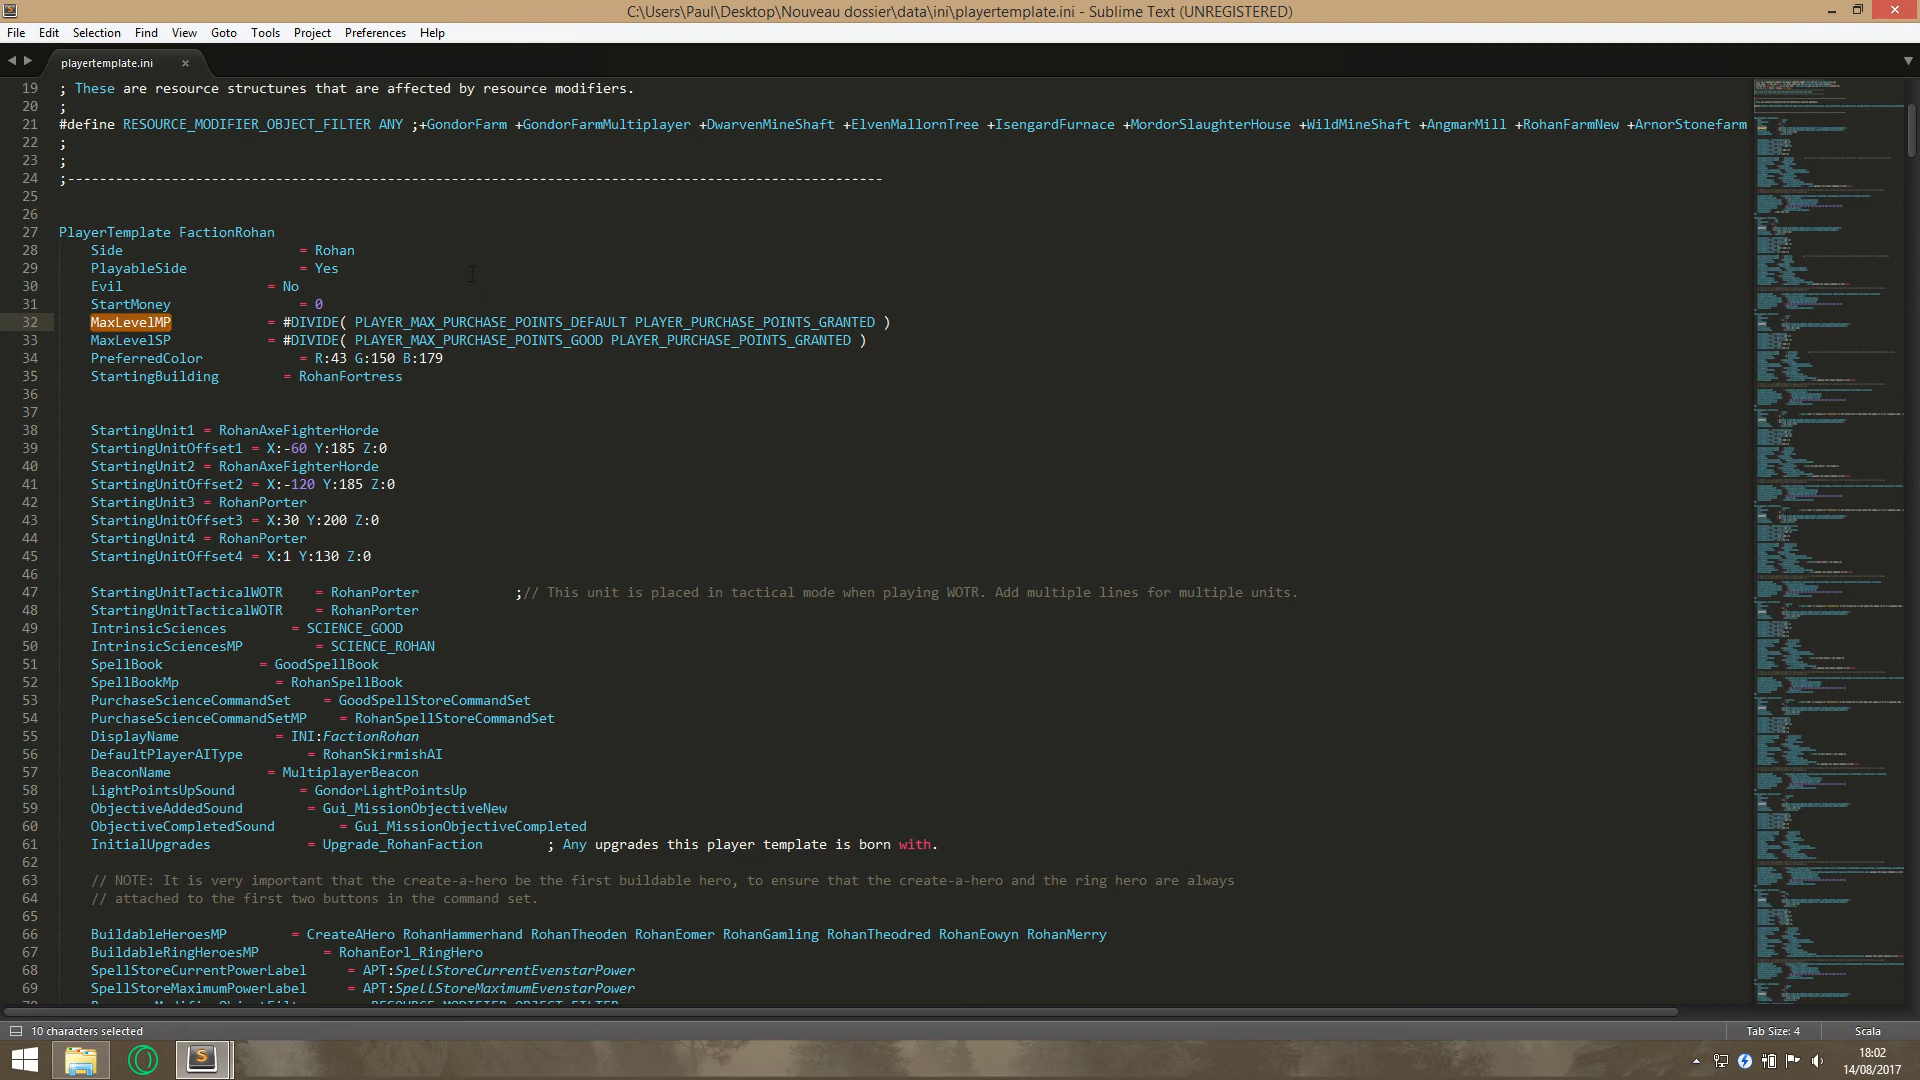 C:\Users\Paul\Desktop\Nouveau dossier\data\ini\playertemplate.ini - Sublime Text (UNREGISTERED)
File Edit Selection Find View Goto Tools Project Preferences Help
playertemplate.ini
19 ; These are resource structures that are affected by resource modifiers.
20 ;
21 #define RESOURCE_MODIFIER_OBJECT_FILTER ANY ;+GondorFarm +GondorFarmMultiplayer +DwarvenMineShaft +ElvenMallornTree +IsengardFurnace +MordorSlaughterHouse +WildMineShaft +AngmarMill +RohanFarmNew +ArnorStonefarm
22 ;
23 ;
24 ;------------------------------------------------------------------------------------------------------
25
26
27 PlayerTemplate FactionRohan
28 Side = Rohan
29 PlayableSide = Yes
30 Evil = No
31 StartMoney = 0
32 MaxLevelMP = #DIVIDE( PLAYER_MAX_PURCHASE_POINTS_DEFAULT PLAYER_PURCHASE_POINTS_GRANTED )
33 MaxLevelSP = #DIVIDE( PLAYER_MAX_PURCHASE_POINTS_GOOD PLAYER_PURCHASE_POINTS_GRANTED )
34 PreferredColor = R:43 G:150 B:179
35 StartingBuilding = RohanFortress
36
37
38 StartingUnit1 = RohanAxeFighterHorde
39 StartingUnitOffset1 = X:-60 Y:185 Z:0
40 StartingUnit2 = RohanAxeFighterHorde
41 StartingUnitOffset2 = X:-120 Y:185 Z:0
42 StartingUnit3 = RohanPorter
43 StartingUnitOffset3 = X:30 Y:200 Z:0
44 StartingUnit4 = RohanPorter
45 StartingUnitOffset4 = X:1 Y:130 Z:0
46
47 StartingUnitTacticalWOTR = RohanPorter ;// This unit is placed in tactical mode when playing WOTR. Add multiple lines for multiple units.
48 StartingUnitTacticalWOTR = RohanPorter
49 IntrinsicSciences = SCIENCE_GOOD
50 IntrinsicSciencesMP = SCIENCE_ROHAN
51 SpellBook = GoodSpellBook
52 SpellBookMp = RohanSpellBook
53 PurchaseScienceCommandSet = GoodSpellStoreCommandSet
54 PurchaseScienceCommandSetMP = RohanSpellStoreCommandSet
55 DisplayName = INI:FactionRohan
56 DefaultPlayerAIType = RohanSkirmishAI
57 BeaconName = MultiplayerBeacon
58 LightPointsUpSound = GondorLightPointsUp
59 ObjectiveAddedSound = Gui_MissionObjectiveNew
60 ObjectiveCompletedSound = Gui_MissionObjectiveCompleted
61 InitialUpgrades = Upgrade_RohanFaction ; Any upgrades this player template is born with.
62
63 // NOTE: It is very important that the create-a-hero be the first buildable hero, to ensure that the create-a-hero and the ring hero are always
64 // attached to the first two buttons in the command set.
65
66 BuildableHeroesMP = CreateAHero RohanHammerhand RohanTheoden RohanEomer RohanGamling RohanTheodred RohanEowyn RohanMerry
67 BuildableRingHeroesMP = RohanEorl_RingHero
68 SpellStoreCurrentPowerLabel = APT:SpellStoreCurrentEvenstarPower
69 SpellStoreMaximumPowerLabel = APT:SpellStoreMaximumEvenstarPower
10 characters selected
Tab Size: 4
Scala
18:02
14/08/2017